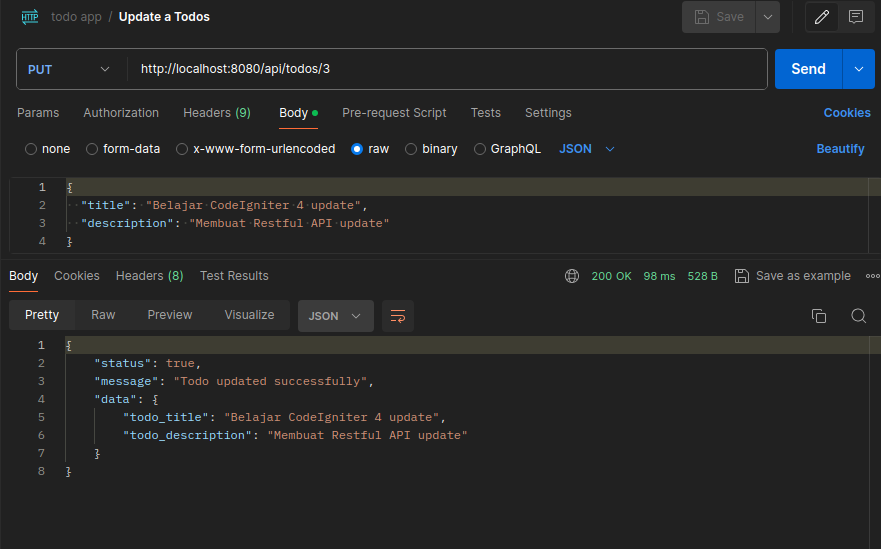 HTTP todo app / Update a Todos Save
PUT http://localhost:8080/api/todos/3 Send
Params Authorization Headers (9) Body Pre-request Script Tests Settings Cookies
none form-data x-www-form-urlencoded raw binary GraphQL JSON Beautify
1 {
2 "title": "Belajar CodeIgniter 4 update",
3 "description": "Membuat Restful API update"
4 }
Body Cookies Headers (8) Test Results 200 OK 98 ms 528 B Save as example
Pretty Raw Preview Visualize JSON
1 {
2 "status": true,
3 "message": "Todo updated successfully",
4 "data": {
5 "todo_title": "Belajar CodeIgniter 4 update",
6 "todo_description": "Membuat Restful API update"
7 }
8 }